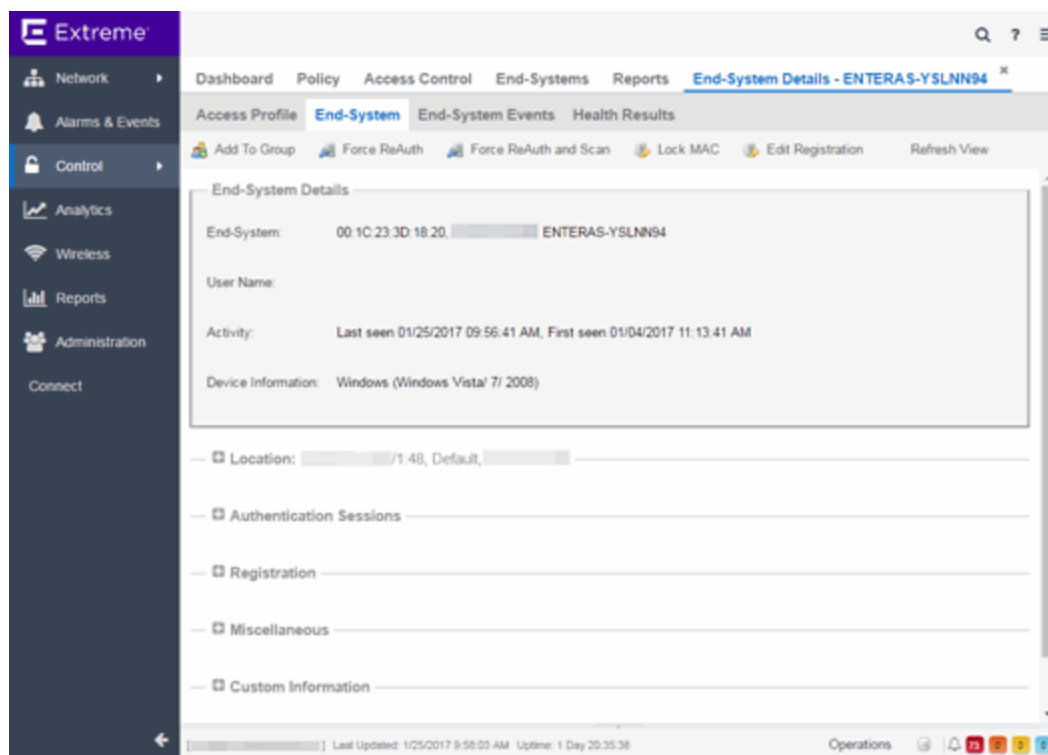 Extreme
Network
Alarms & Events
Control
Analytics
Wireless
Reports
Administration
Connect
?
Dashboard Policy Access Control End-Systems Reports End-System Details - ENTERAS-YSLNN94 ×
Access Profile End-System End-System Events Health Results
Add To Group Force ReAuth Force ReAuth and Scan Lock MAC Edit Registration Refresh View
End-System Details
End-System: 00:1C:23:3D:18:20, ENTERAS-YSLNN94
User Name:
Activity: Last seen 01/25/2017 09:56:41 AM, First seen 01/04/2017 11:13:41 AM
Device Information: Windows (Windows Vista/ 7/ 2008)
Location: /1:48, Default,
Authentication Sessions
Registration
Miscellaneous
Custom Information
[ ] Last Updated: 1/25/2017 9:58:03 AM Uptime: 1 Day 20:35:36
Operations 73 0 0 0